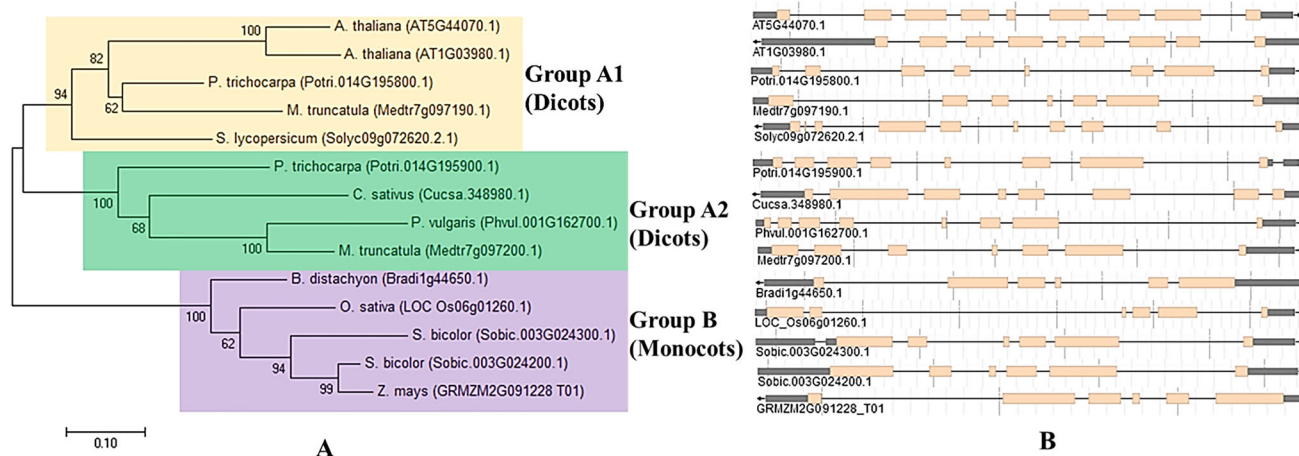 A. thaliana (AT5G44070.1)
100
A. thaliana (AT1G03980.1)
82
P. trichocarpa (Potri.014G195800.1)
Group A1
(Dicots)
94
62
M. truncatula (Medtr7g097190.1)
S. lycopersicum (Solyc09g072620.2.1)
P. trichocarpa (Potri.014G195900.1)
100
C. sativus (Cucsa.348980.1)
Group A2
(Dicots)
68
P. vulgaris (Phvul.001G162700.1)
100
M. truncatula (Medtr7g097200.1)
B. distachyon (Bradi1g44650.1)
100
O. sativa (LOC Os06g01260.1)
Group B
(Monocots)
62
S. bicolor (Sobic.003G024300.1)
94
S. bicolor (Sobic.003G024200.1)
99
Z. mays (GRMZM2G091228 T01)
0.10
A
AT5G44070.1
AT1G03980.1
Potri.014G195800.1
Medtr7g097190.1
Solyc09g072620.2.1
Potri.014G195900.1
Cucsa.348980.1
Phvul.001G162700.1
Medtr7g097200.1
Bradi1g44650.1
LOC_Os06g01260.1
Sobic.003G024300.1
Sobic.003G024200.1
GRMZM2G091228_T01
B